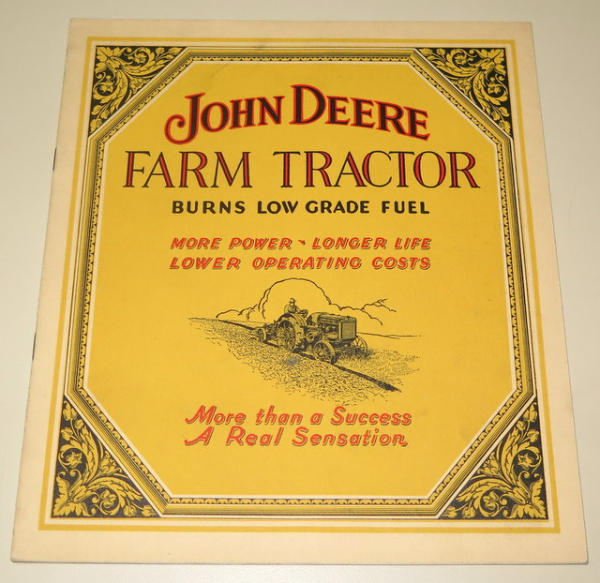 JOHN DEERE
FARM TRACTOR
BURNS LOW GRADE FUEL
MORE POWER - LONGER LIFE
LOWER OPERATING COSTS
More than a Success
A Real Sensation